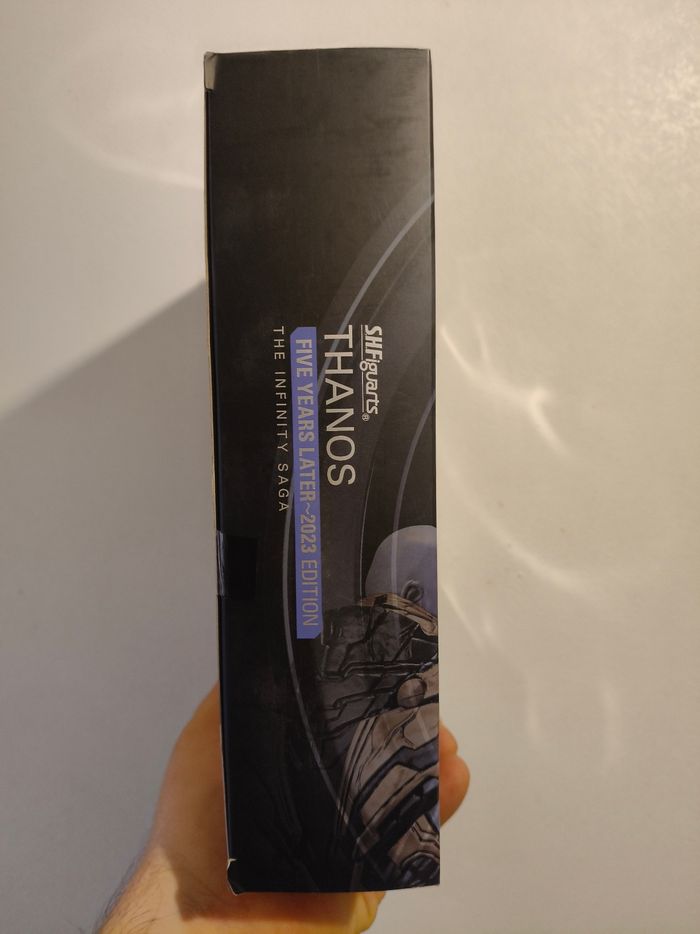 S.H.Figuarts®
THANOS
FIVE YEARS LATER~2023 EDITION
THE INFINITY SAGA